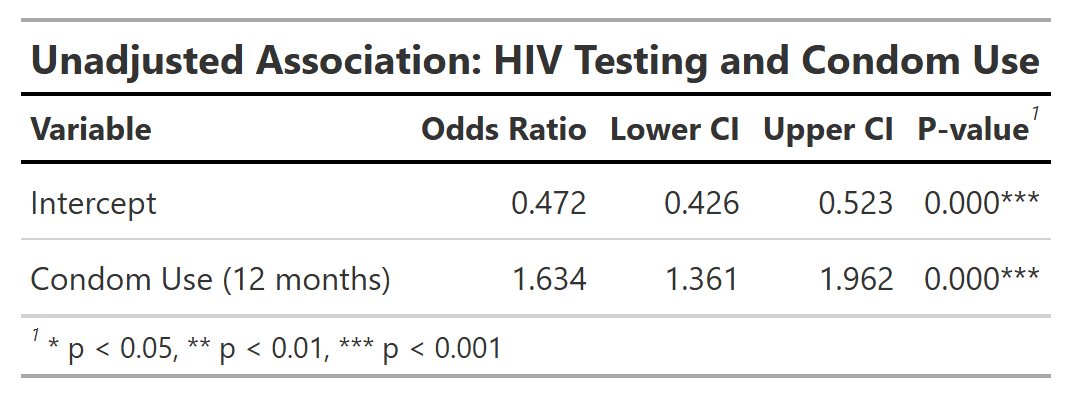 Unadjusted Association: HIV Testing and Condom Use
Variable Odds Ratio Lower CI Upper CI P-value1
Intercept 0.472 0.426 0.523 0.000***
Condom Use (12 months) 1.634 1.361 1.962 0.000***
1 * p < 0.05, ** p < 0.01, *** p < 0.001